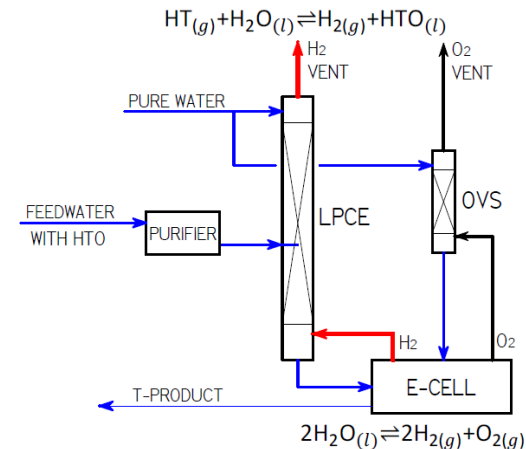 HT(g)+H₂O(l)⇌H₂(g)+HTO(l)
H₂
VENT
O₂
VENT
PURE WATER
FEEDWATER
WITH HTO
PURIFIER
LPCE
OVS
H₂
O₂
E-CELL
T-PRODUCT
2H₂O(l)⇌2H₂(g)+O₂(g)